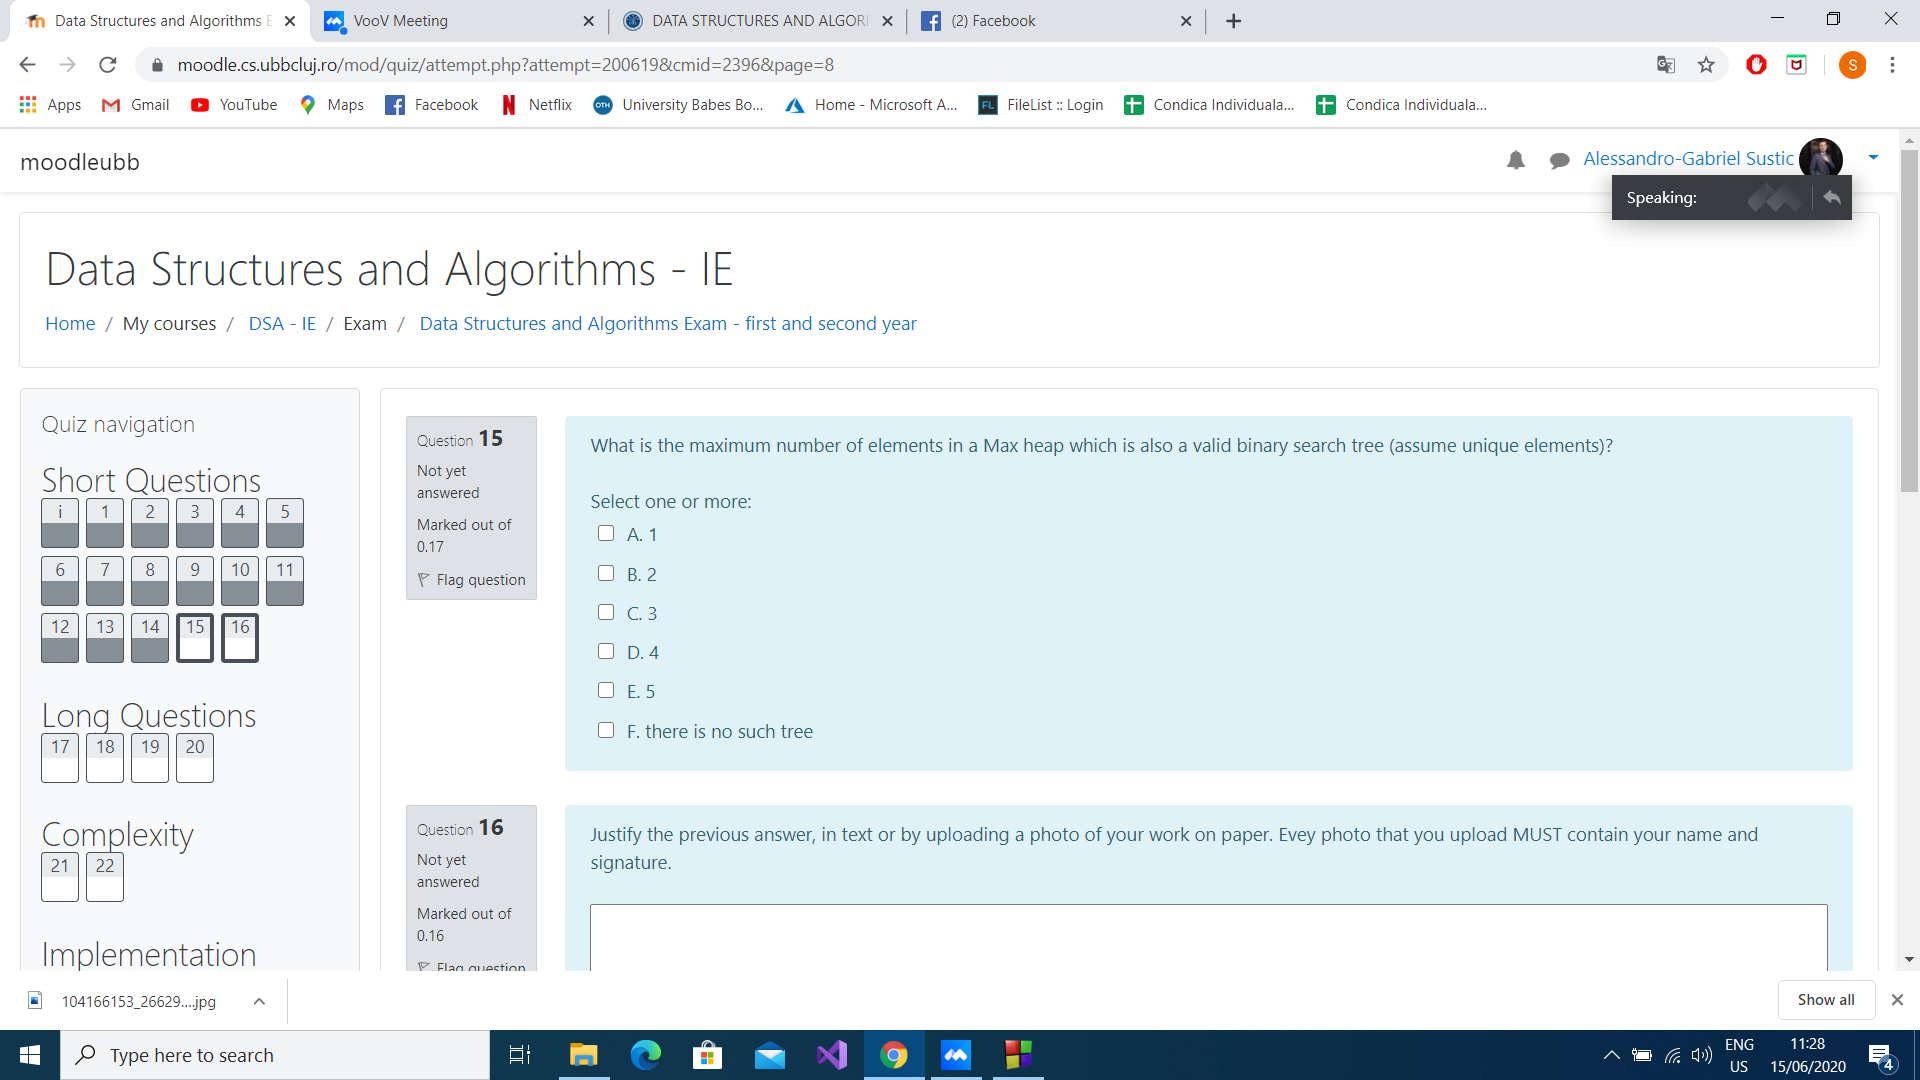 Data Structures and Algorithms E
VooV Meeting
DATA STRUCTURES AND ALGORI
(2) Facebook
moodle.cs.ubbcluj.ro/mod/quiz/attempt.php?attempt=200619&cmid=2396&page=8
S
Apps
Gmail
YouTube
Maps
Facebook
Netflix
OTH
University Babes Bo...
Home - Microsoft A...
FL
FileList :: Login
Condica Individuala...
Condica Individuala...
moodleubb
Alessandro-Gabriel Sustic
Speaking:
Data Structures and Algorithms - IE
Home / My courses / DSA - IE / Exam / Data Structures and Algorithms Exam - first and second year
Quiz navigation
Short Questions
i 1 2 3 4 5
6 7 8 9 10 11
12 13 14 15 16
Long Questions
17 18 19 20
Complexity
21 22
Implementation
Question 15
Not yet
answered
Marked out of
0.17
Flag question
What is the maximum number of elements in a Max heap which is also a valid binary search tree (assume unique elements)?
Select one or more:
A. 1
B. 2
C. 3
D. 4
E. 5
F. there is no such tree
Question 16
Not yet
answered
Marked out of
0.16
Flag question
Justify the previous answer, in text or by uploading a photo of your work on paper. Evey photo that you upload MUST contain your name and
signature.
104166153_26629....jpg
Show all
Type here to search
ENG
US
11:28
15/06/2020
4